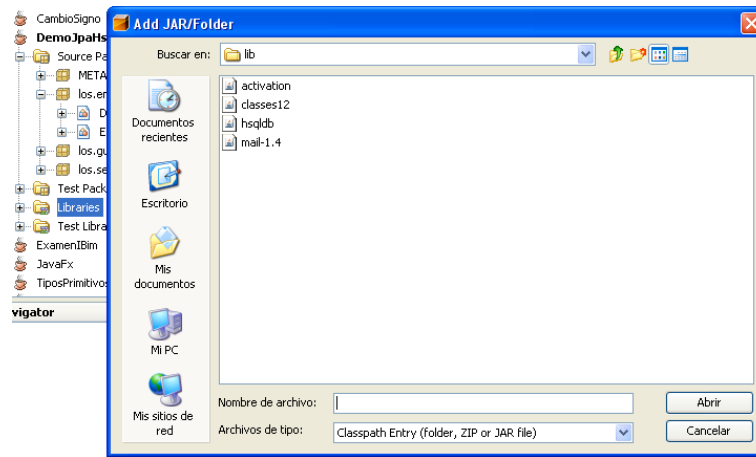 CambioSigno
DemoJpaHs
Source Pa
META
los.en
D
E
los.gu
los.se
Test Pack
Libraries
Test Libra
ExamenIBim
JavaFx
TiposPrimitivos
vigator
Add JAR/Folder
Buscar en:
lib
Documentos
recientes
Escritorio
Mis
documentos
Mi PC
Mis sitios de
red
activation
classes12
hsqldb
mail-1.4
Nombre de archivo:
Abrir
Archivos de tipo:
Classpath Entry (folder, ZIP or JAR file)
Cancelar